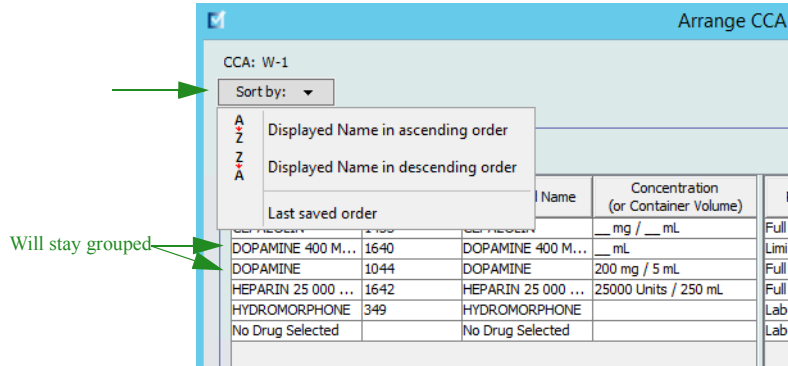 Arrange CCA
CCA: W-1
Sort by:
A
Z
Displayed Name in ascending order
Z
A
Displayed Name in descending order
Last saved order
Name
Concentration
(or Container Volume)
__ mg / __ mL
Full
Will stay grouped
DOPAMINE 400 M... 1640 DOPAMINE 400 M... __ mL Limi
DOPAMINE 1044 DOPAMINE 200 mg / 5 mL Full
HEPARIN 25 000 ... 1642 HEPARIN 25 000 ... 25000 Units / 250 mL Full
HYDROMORPHONE 349 HYDROMORPHONE Lab
No Drug Selected No Drug Selected Lab